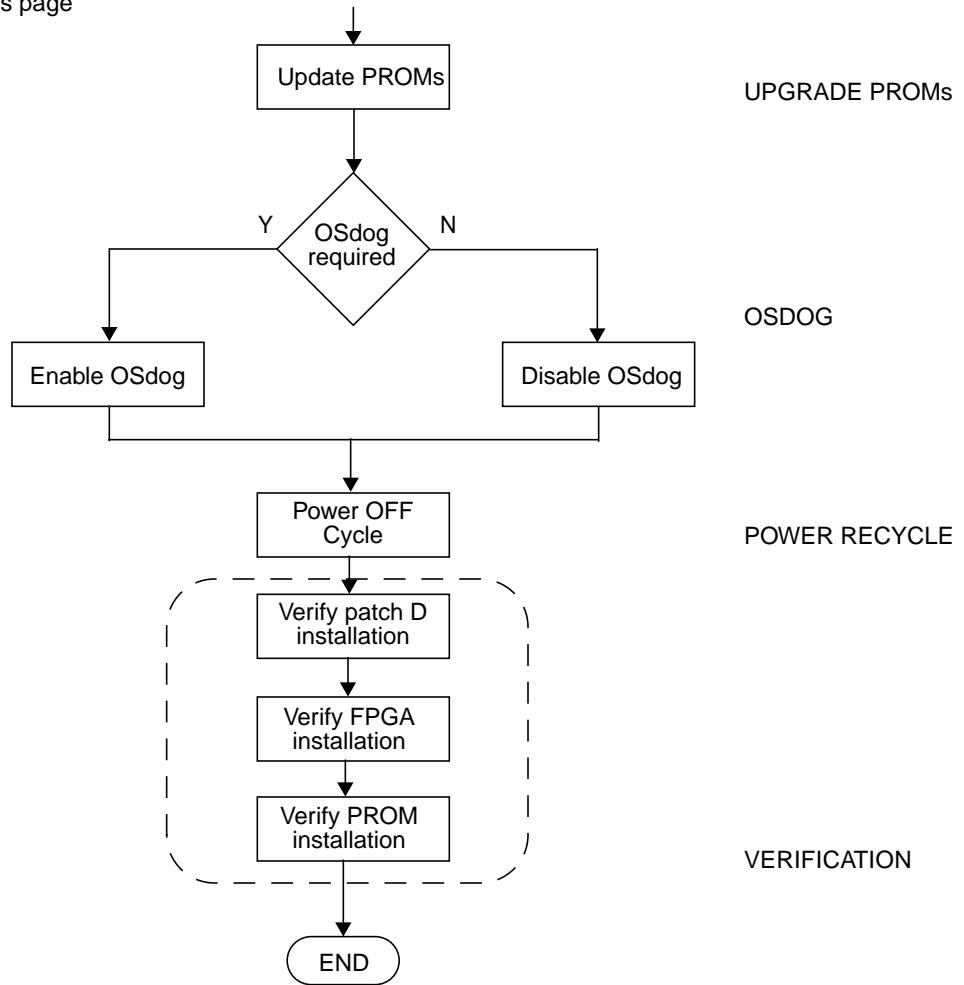 s page
Update PROMs
UPGRADE PROMs
Y
N
OSdog
required
OSDOG
Enable OSdog
Disable OSdog
Power OFF
Cycle
POWER RECYCLE
Verify patch D
installation
Verify FPGA
installation
Verify PROM
installation
VERIFICATION
END